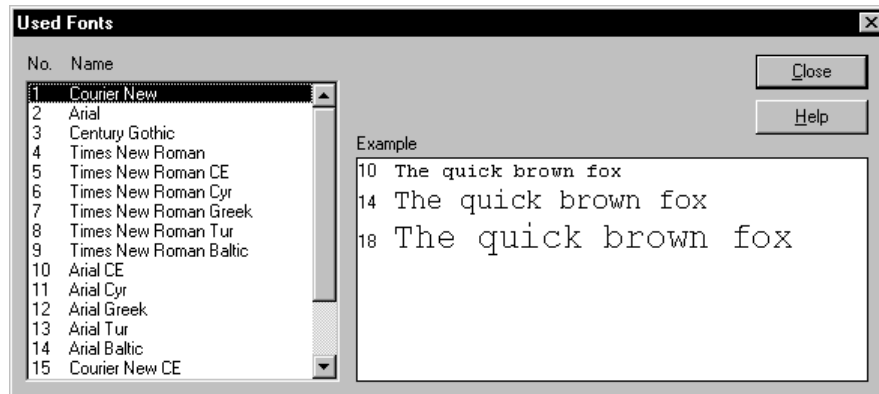 Used Fonts
No. Name
1 Courier New
2 Arial
3 Century Gothic
4 Times New Roman
5 Times New Roman CE
6 Times New Roman Cyr
7 Times New Roman Greek
8 Times New Roman Tur
9 Times New Roman Baltic
10 Arial CE
11 Arial Cyr
12 Arial Greek
13 Arial Tur
14 Arial Baltic
15 Courier New CE
Close
Help
Example
10 The quick brown fox
14 The quick brown fox
18 The quick brown fox